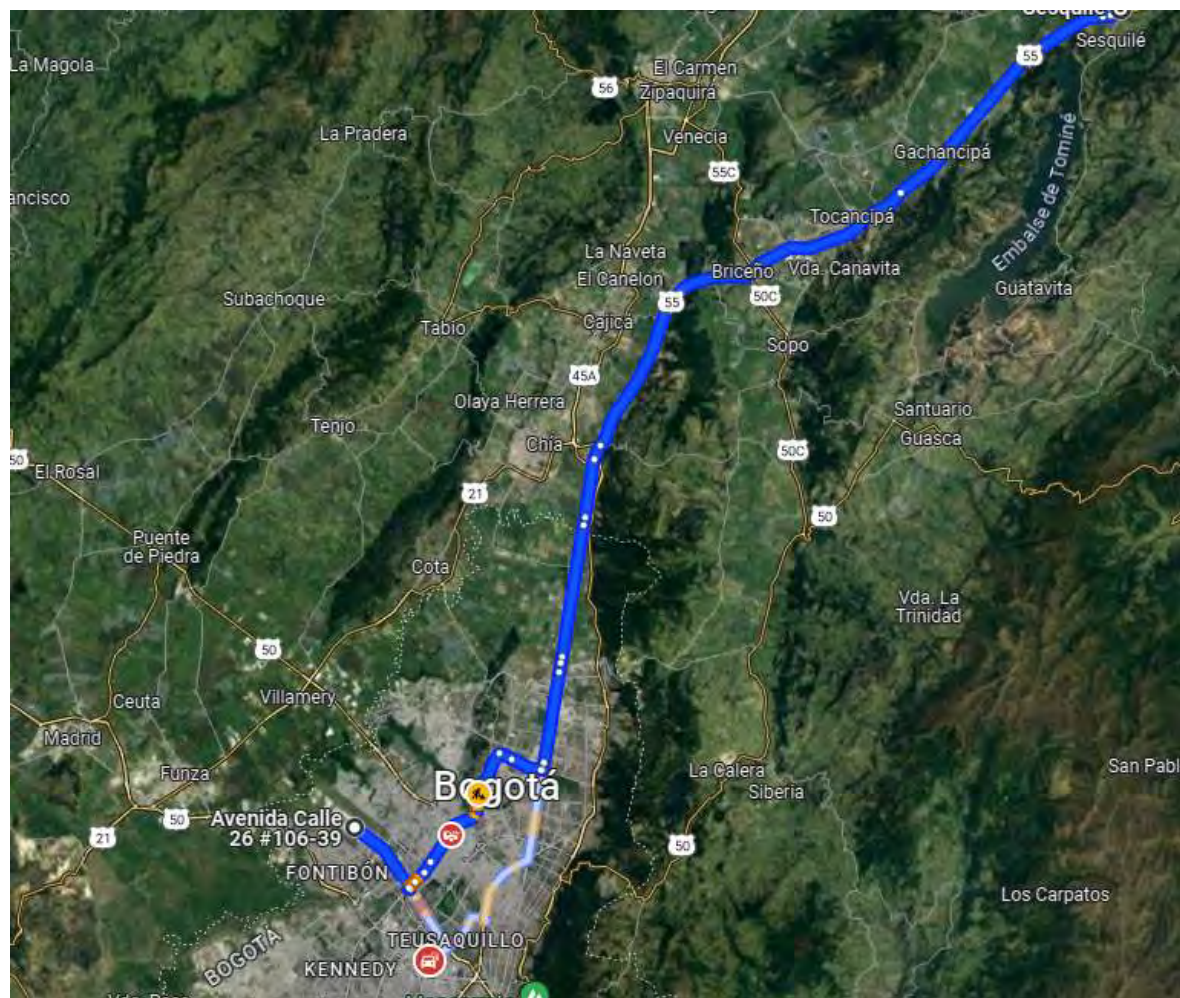 Sesquilé
La Magola
55
Sesquilé
El Carmen
56
Zipaquirá
La Pradera
Venecia
Gachancipá
Embalse de Tominé
55C
ancisco
Tocancipá
La Naveta
El Canelon
Briceño
Vda. Canavita
Guatavita
Subachoque
55
50C
Tabio
Cajicá
Sopo
45A
Olaya Herrera
Santuario
Tenjo
Chía
Guasca
50
El Rosal
50C
21
50
Puente
de Piedra
Cota
Vda. La
Trinidad
50
Ceuta
Villamery
Madrid
Funza
La Calera
San Pabl
Bogotá
Siberia
50
Avenida Calle
26 #106-39
21
50
FONTIBÓN
Los Carpatos
TEUSAQUILLO
BOGOTÁ
KENNEDY